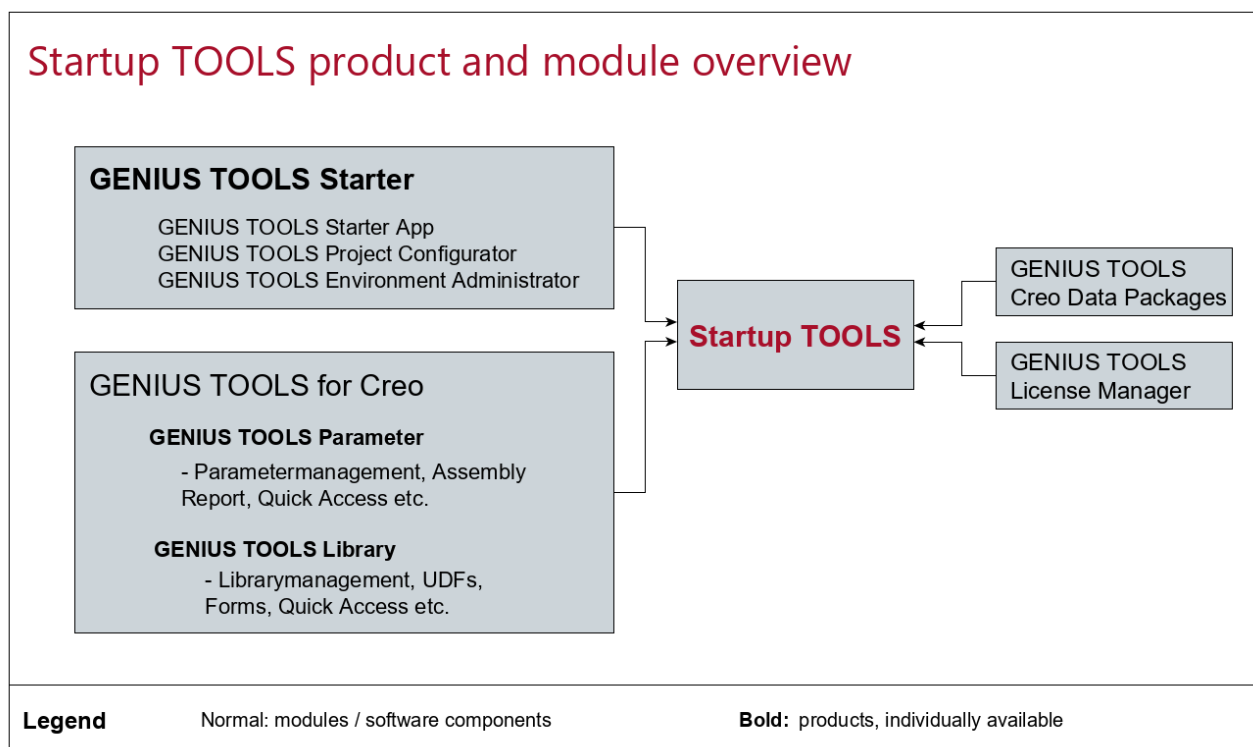 Startup TOOLS product and module overview
GENIUS TOOLS Starter
GENIUS TOOLS Starter App
GENIUS TOOLS Project Configurator
GENIUS TOOLS Environment Administrator
GENIUS TOOLS for Creo
GENIUS TOOLS Parameter
- Parametermanagement, Assembly
Report, Quick Access etc.
GENIUS TOOLS Library
- Librarymanagement, UDFs,
Forms, Quick Access etc.
Startup TOOLS
GENIUS TOOLS
Creo Data Packages
GENIUS TOOLS
License Manager
Legend
Normal: modules / software components
Bold: products, individually available